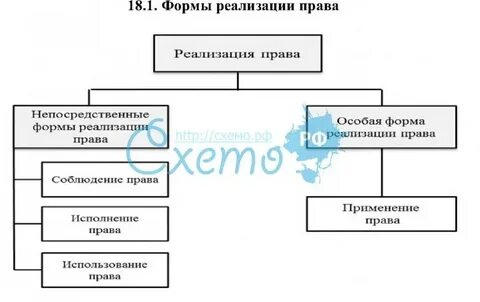 18.1. Формы реализации права
Реализация права
Непосредственные
формы реализации
права
Особая форма
реализации права
http://схемо.рф
Схемо
РФ
Соблюдение права
Исполнение
права
Применение
права
Использование
права